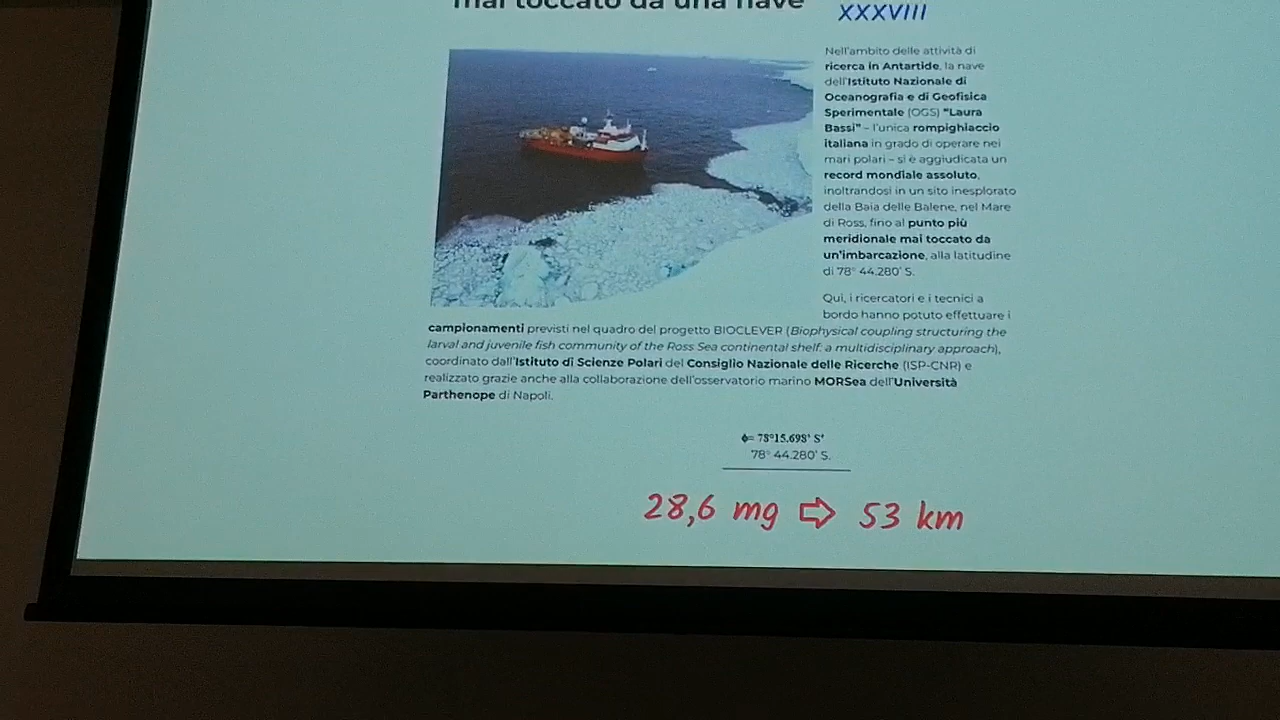 mai toccato da una nave
XXXVIII
Nell'ambito delle attività di
ricerca in Antartide, la nave
dell'Istituto Nazionale di
Oceanografia e di Geofisica
Sperimentale (OGS) "Laura
Bassi" – l'unica rompighiaccio
italiana in grado di operare nei
mari polari – si è aggiudicata un
record mondiale assoluto,
inoltrandosi in un sito inesplorato
della Baia delle Balene, nel Mare
di Ross, fino al punto più
meridionale mai toccato da
un'imbarcazione, alla latitudine
di 78° 44.280' S.
Qui, i ricercatori e i tecnici a
bordo hanno potuto effettuare i
campionamenti previsti nel quadro del progetto BIOCLEVER (Biophysical coupling structuring the
larval and juvenile fish community of the Ross Sea continental shelf: a multidisciplinary approach),
coordinato dall'Istituto di Scienze Polari del Consiglio Nazionale delle Ricerche (ISP-CNR) e
realizzato grazie anche alla collaborazione dell'osservatorio marino MORSea dell'Università
Parthenope di Napoli.
ϕ= 78°15.698' S'
78° 44.280' S.
28,6 mg ⇨ 53 km